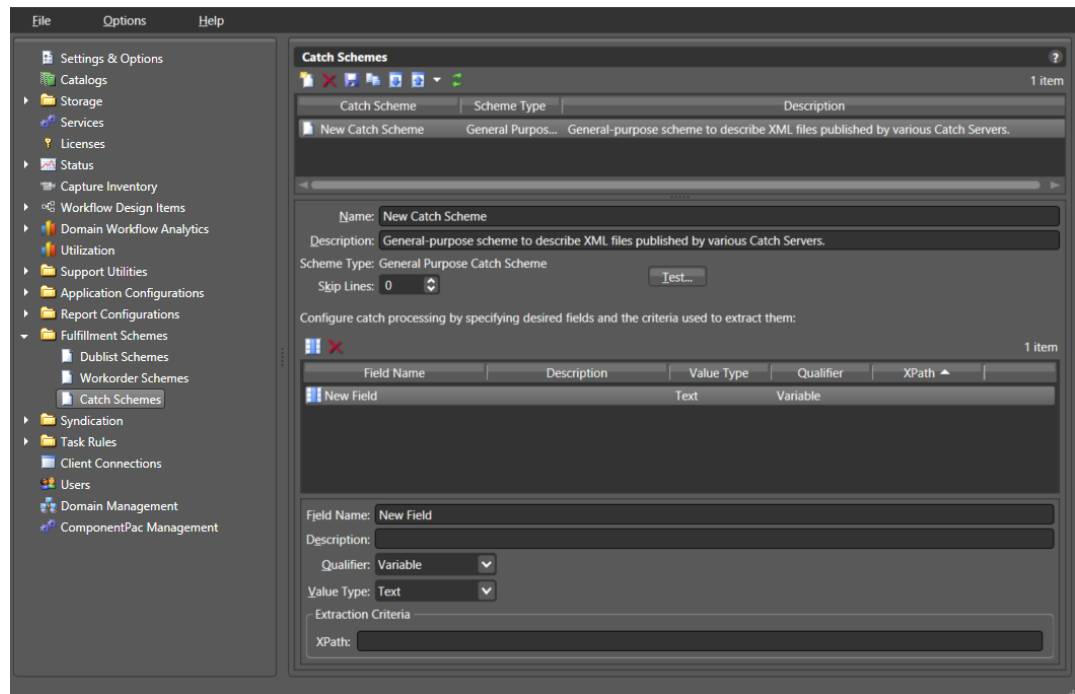 File Options Help
Settings & Options
Catalogs
Storage
Services
Licenses
Status
Capture Inventory
Workflow Design Items
Domain Workflow Analytics
Utilization
Support Utilities
Application Configurations
Report Configurations
Fulfillment Schemes
Dublist Schemes
Workorder Schemes
Catch Schemes
Syndication
Task Rules
Client Connections
Users
Domain Management
ComponentPac Management
Catch Schemes ?
1 item
Catch Scheme Scheme Type Description
New Catch Scheme General Purpos... General-purpose scheme to describe XML files published by various Catch Servers.
Name: New Catch Scheme
Description: General-purpose scheme to describe XML files published by various Catch Servers.
Scheme Type: General Purpose Catch Scheme
Skip Lines: 0 Test...
Configure catch processing by specifying desired fields and the criteria used to extract them:
1 item
Field Name Description Value Type Qualifier XPath
New Field Text Variable
Field Name: New Field
Description:
Qualifier: Variable
Value Type: Text
Extraction Criteria
XPath: